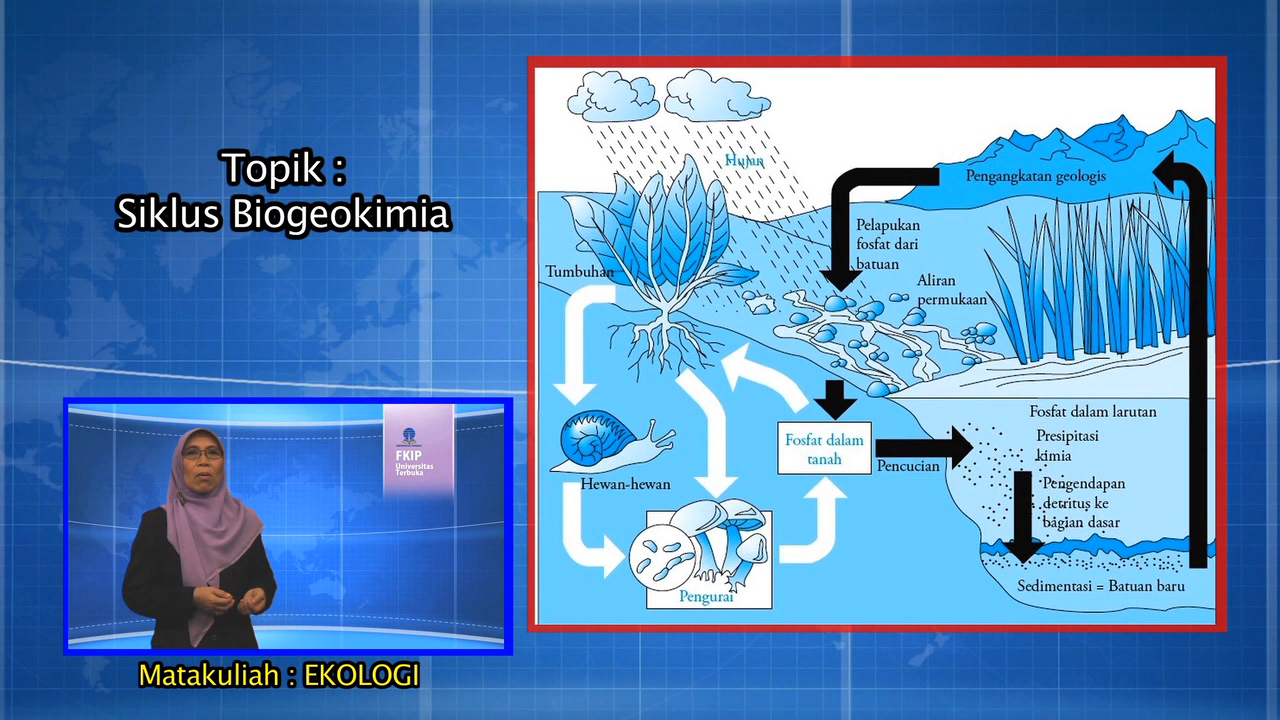 Topik :
Siklus Biogeokimia
FKIP
Universitas
Terbuka
Matakuliah : EKOLOGI
Hujan
Pengangkatan geologis
Pelapukan
fosfat dari
batuan
Tumbuhan
Aliran
permukaan
Fosfat dalam larutan
Presipitasi
kimia
Fosfat dalam
tanah
Pencucian
Hewan-hewan
Pengendapan
detritus ke
bagian dasar
Pengurai
Sedimentasi = Batuan baru